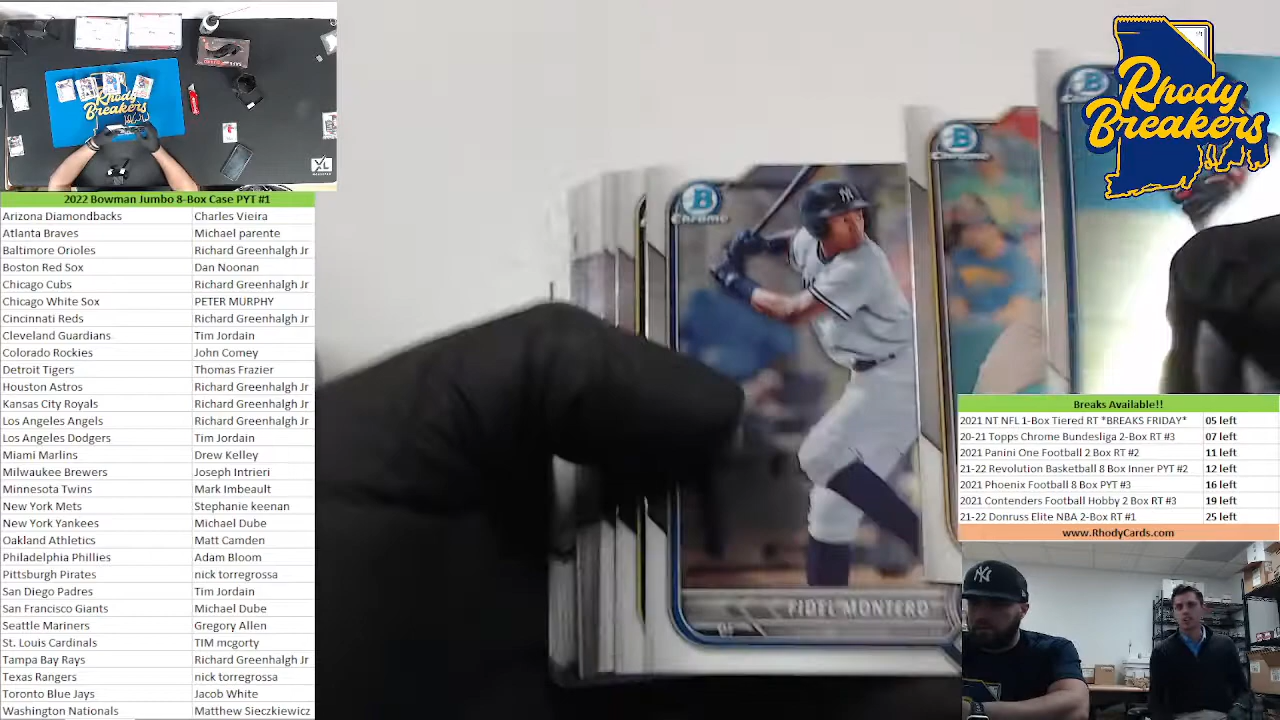 2022 Bowman Jumbo 8-Box Case PYT #1
Arizona Diamondbacks Charles Vieira
Atlanta Braves Michael parente
Baltimore Orioles Richard Greenhalgh Jr
Boston Red Sox Dan Noonan
Chicago Cubs Richard Greenhalgh Jr
Chicago White Sox PETER MURPHY
Cincinnati Reds Richard Greenhalgh Jr
Cleveland Guardians Tim Jordain
Colorado Rockies John Comey
Detroit Tigers Thomas Frazier
Houston Astros Richard Greenhalgh Jr
Kansas City Royals Richard Greenhalgh Jr
Los Angeles Angels Richard Greenhalgh Jr
Los Angeles Dodgers Tim Jordain
Miami Marlins Drew Kelley
Milwaukee Brewers Joseph Intrieri
Minnesota Twins Mark Imbeault
New York Mets Stephanie keenan
New York Yankees Michael Dube
Oakland Athletics Matt Camden
Philadelphia Phillies Adam Bloom
Pittsburgh Pirates nick torregrossa
San Diego Padres Tim Jordain
San Francisco Giants Michael Dube
Seattle Mariners Gregory Allen
St. Louis Cardinals TIM mcgorty
Tampa Bay Rays Richard Greenhalgh Jr
Texas Rangers nick torregrossa
Toronto Blue Jays Jacob White
Washington Nationals Matthew Sieczkiewicz
Rhody
Breakers
XL
B
Chrome
NY
FIDEL MONTERO
OF
B
Chrome
B
Chrome
Rhody
Breakers
Breaks Available!!
2021 NT NFL 1-Box Tiered RT *BREAKS FRIDAY* 05 left
20-21 Topps Chrome Bundesliga 2-Box RT #3 07 left
2021 Panini One Football 2 Box RT #2 11 left
21-22 Revolution Basketball 8 Box Inner PYT #2 12 left
2021 Phoenix Football 8 Box PYT #3 16 left
2021 Contenders Football Hobby 2 Box RT #3 19 left
21-22 Donruss Elite NBA 2-Box RT #1 25 left
www.RhodyCards.com
NY